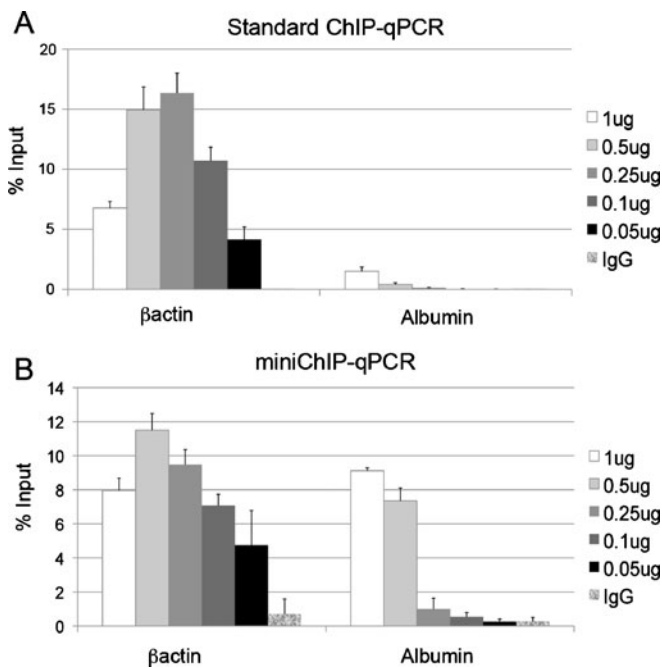 A
Standard ChIP-qPCR
% Input
20
15
10
5
0
βactin
Albumin
1ug
0.5ug
0.25ug
0.1ug
0.05ug
IgG
B
miniChIP-qPCR
% Input
14
12
10
8
6
4
2
0
βactin
Albumin
1ug
0.5ug
0.25ug
0.1ug
0.05ug
IgG